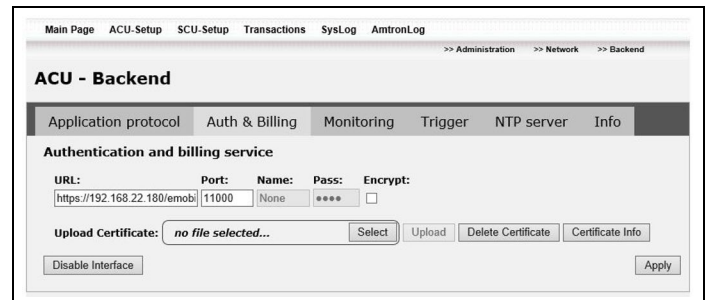 Main Page ACU-Setup SCU-Setup Transactions SysLog AmtronLog
>> Administration >> Network >> Backend
ACU - Backend
Application protocol Auth & Billing Monitoring Trigger NTP server Info
Authentication and billing service
URL: Port: Name: Pass: Encrypt:
https://192.168.22.180/emobi 11000 None ●●●●
Upload Certificate: no file selected... Select Upload Delete Certificate Certificate Info
Disable Interface Apply